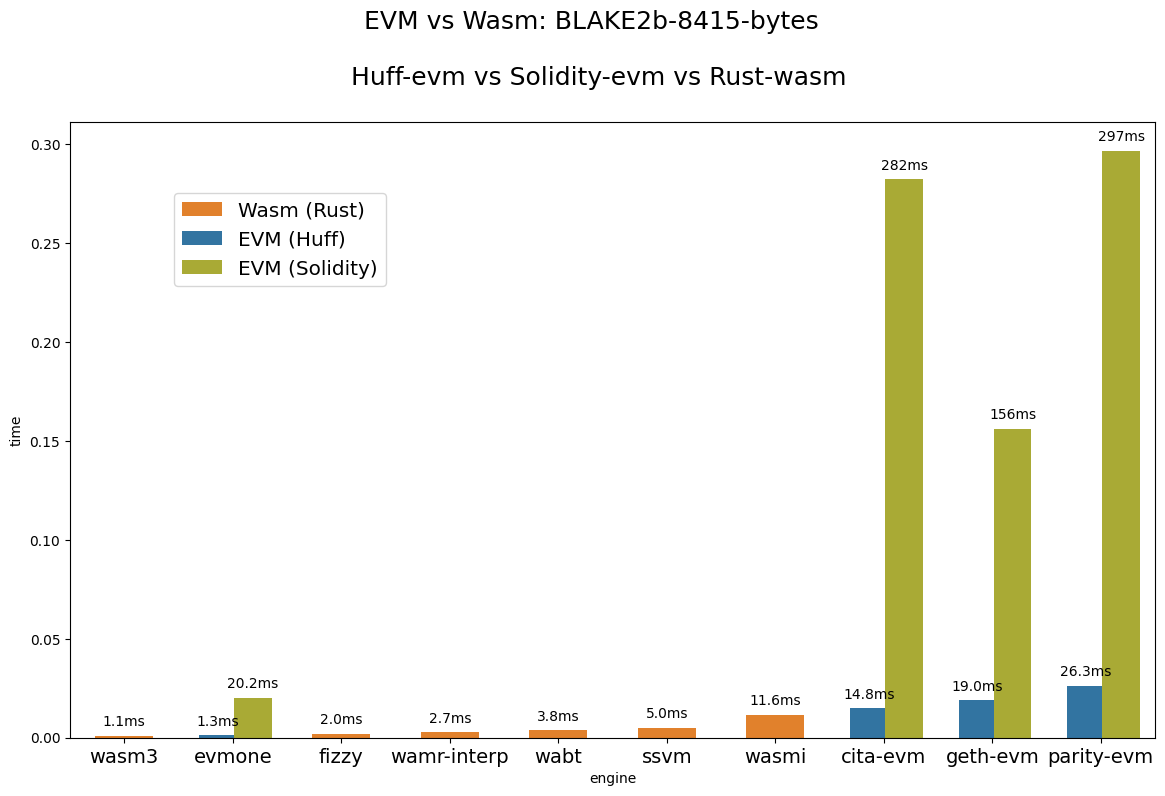 EVM vs Wasm: BLAKE2b-8415-bytes
Huff-evm vs Solidity-evm vs Rust-wasm
Wasm (Rust)
EVM (Huff)
EVM (Solidity)
time
0.30
0.25
0.20
0.15
0.10
0.05
0.00
1.1ms
1.3ms
20.2ms
2.0ms
2.7ms
3.8ms
5.0ms
11.6ms
14.8ms
282ms
19.0ms
156ms
26.3ms
297ms
wasm3
evmone
fizzy
wamr-interp
wabt
ssvm
wasmi
cita-evm
geth-evm
parity-evm
engine